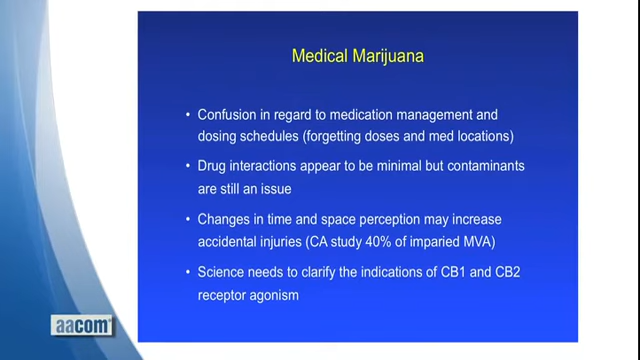 Medical Marijuana
• Confusion in regard to medication management and
dosing schedules (forgetting doses and med locations)
• Drug interactions appear to be minimal but contaminants
are still an issue
• Changes in time and space perception may increase
accidental injuries (CA study 40% of imparied MVA)
• Science needs to clarify the indications of CB1 and CB2
receptor agonism
aacom